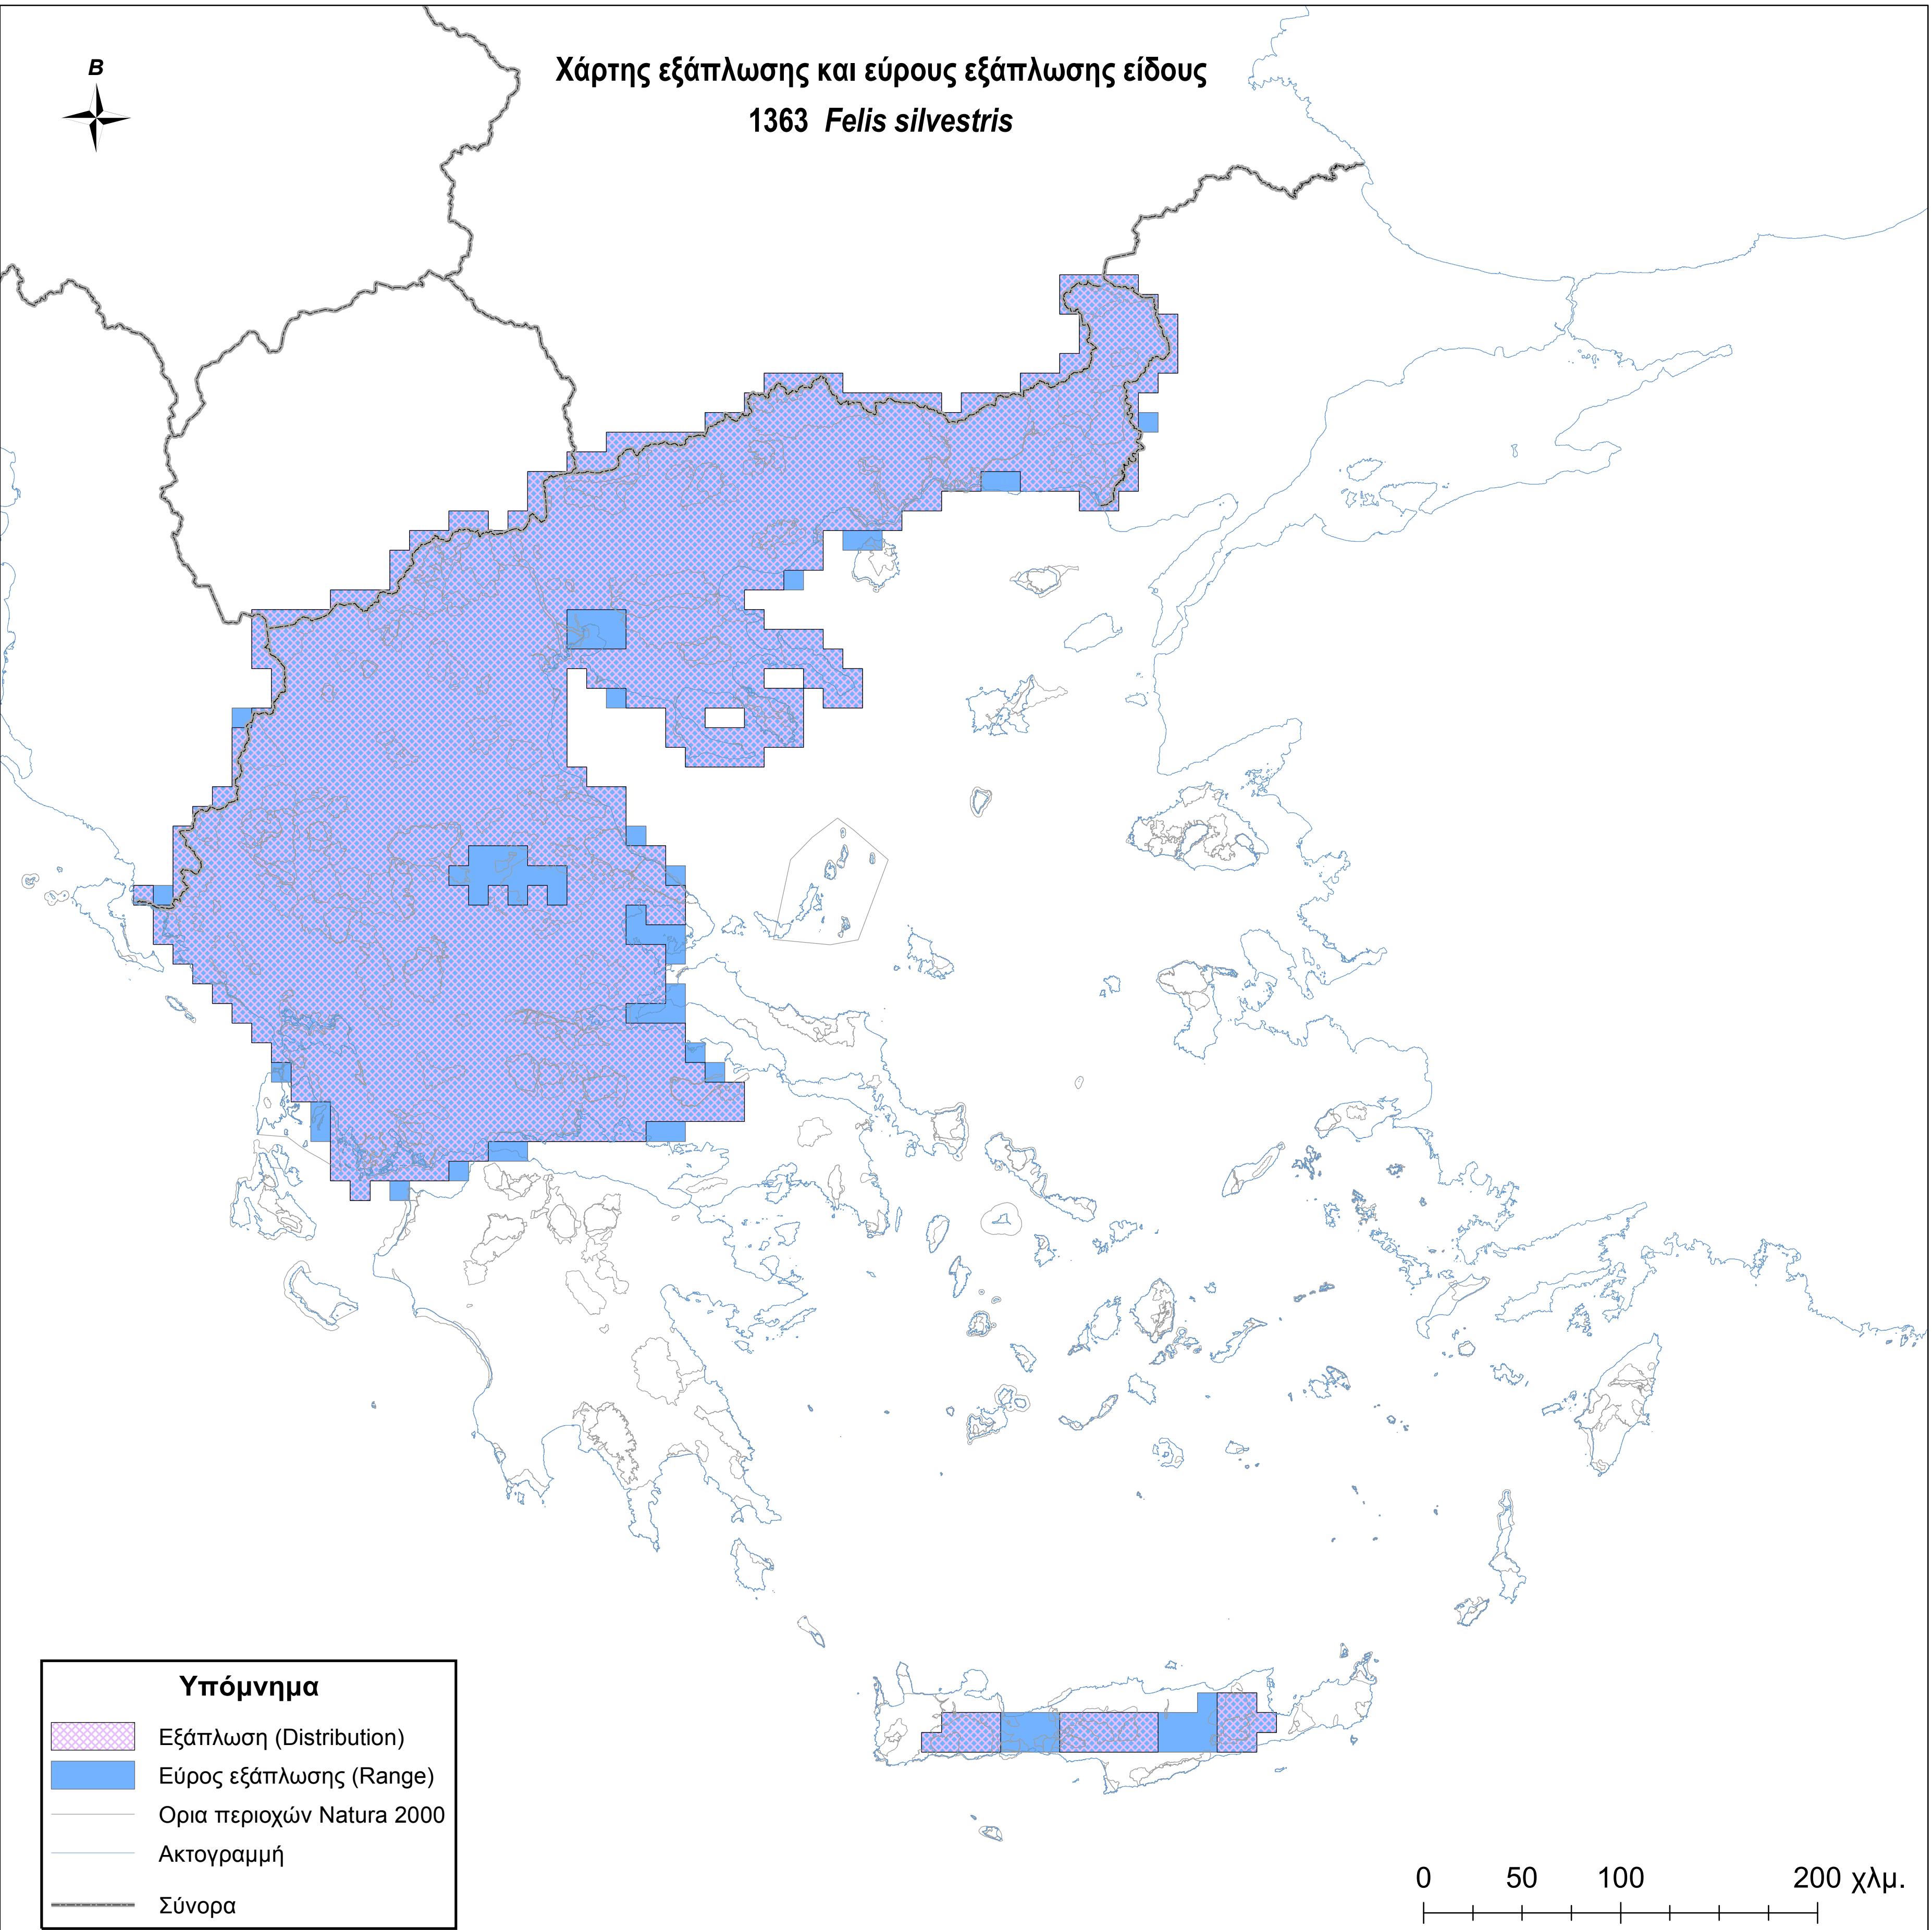 B
Χάρτης εξάπλωσης και εύρους εξάπλωσης είδους
1363 Felis silvestris
Υπόμνημα
Εξάπλωση (Distribution)
Εύρος εξάπλωσης (Range)
Ορια περιοχών Natura 2000
Ακτογραμμή
Σύνορα
0 50 100 200 χλμ.